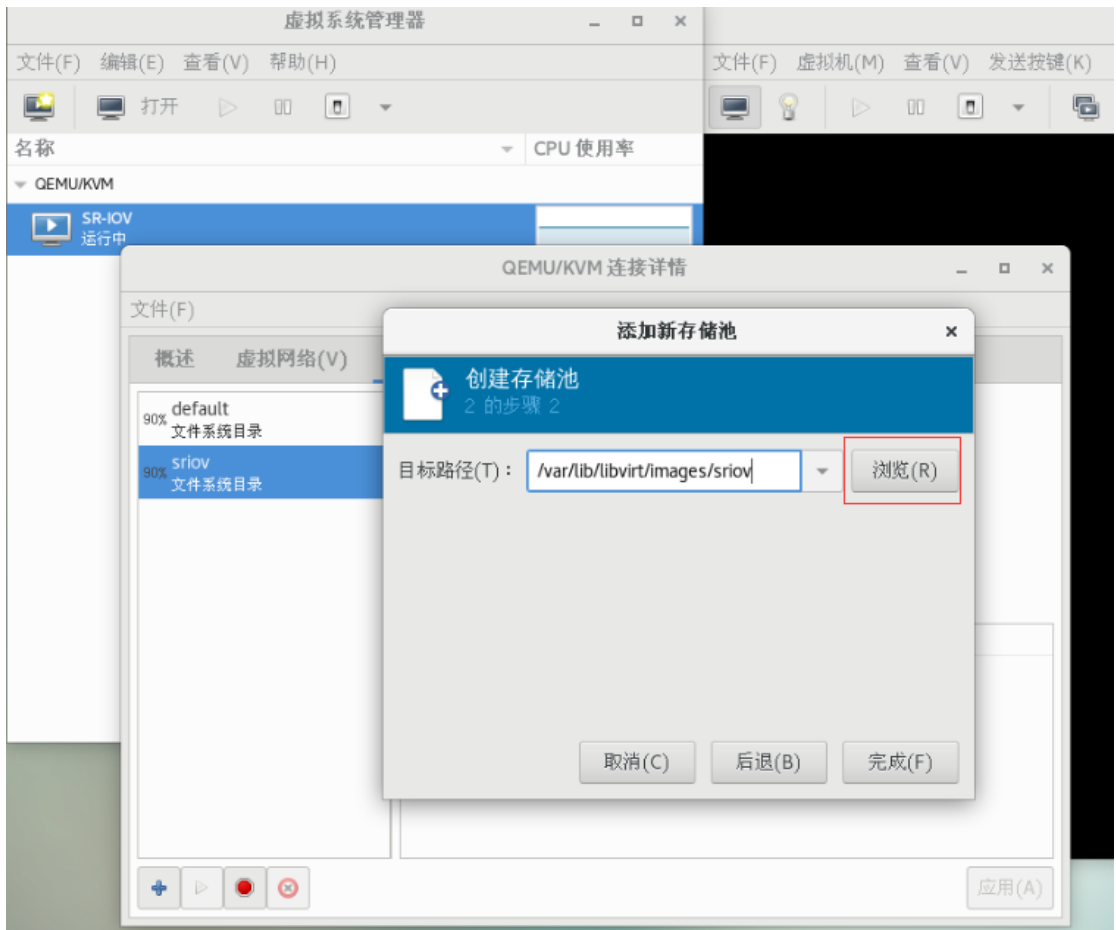 虚拟系统管理器
文件(F) 编辑(E) 查看(V) 帮助(H)
文件(F) 虚拟机(M) 查看(V) 发送按键(K)
打开
名称
CPU 使用率
QEMU/KVM
SR-IOV
运行中
QEMU/KVM 连接详情
文件(F)
概述 虚拟网络(V)
90% default
文件系统目录
90% sriov
文件系统目录
添加新存储池
创建存储池
2 的步骤 2
目标路径(T)： /var/lib/libvirt/images/sriov 浏览(R)
取消(C) 后退(B) 完成(F)
应用(A)